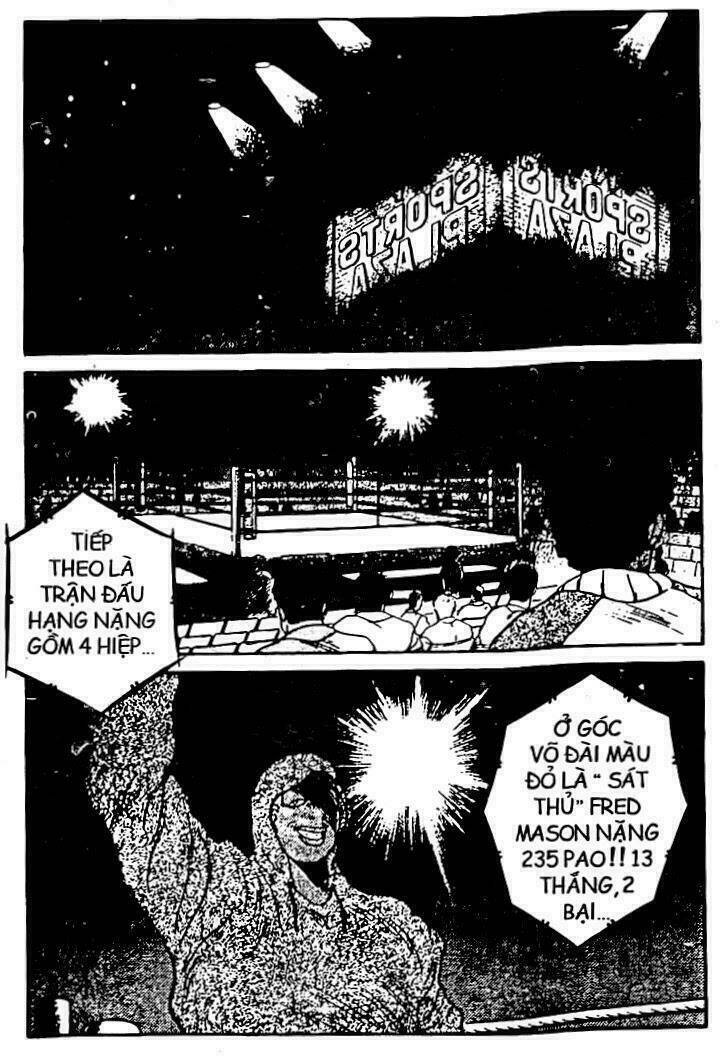 SPORTS
PLAZA
SPORTS
PLAZA
TIẾP
THEO LÀ
TRẬN ĐẤU
HẠNG NẶNG
GỒM 4 HIỆP...
Ở GÓC
VÕ ĐÀI MÀU
ĐỎ LÀ “ SÁT
THỦ” FRED
MASON NẶNG
235 PAO!! 13
THẮNG, 2
BẠI...